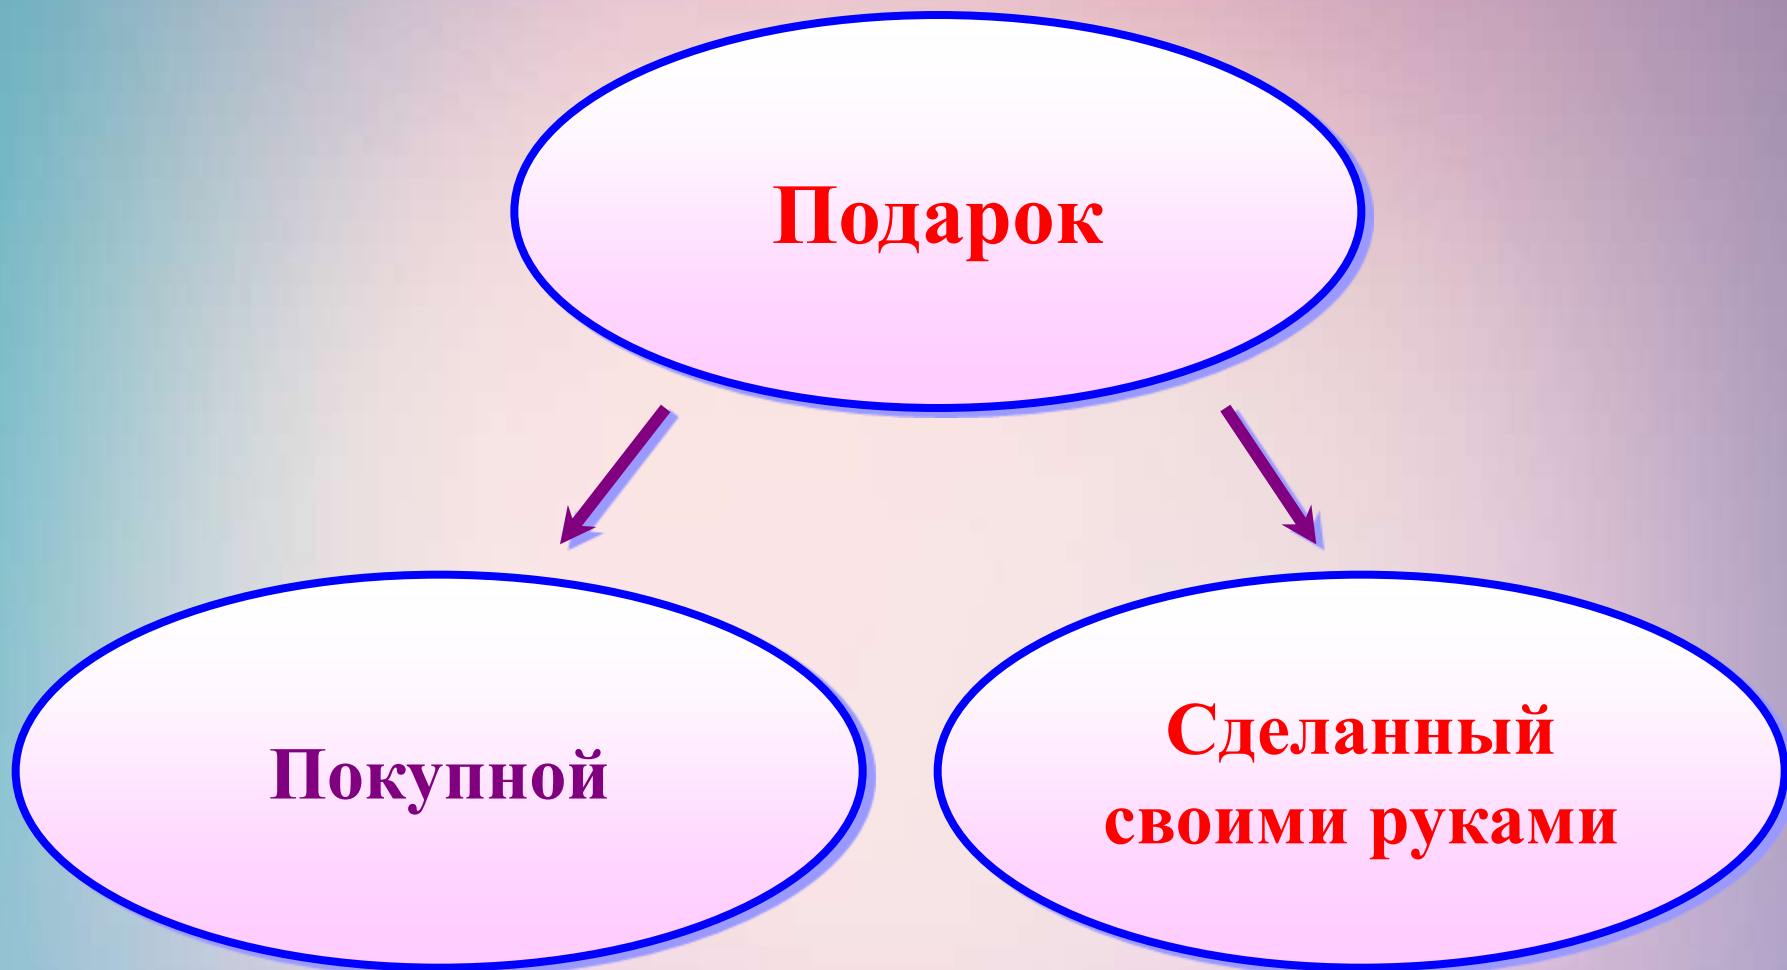 Подарок
Покупной
Сделанный
своими руками